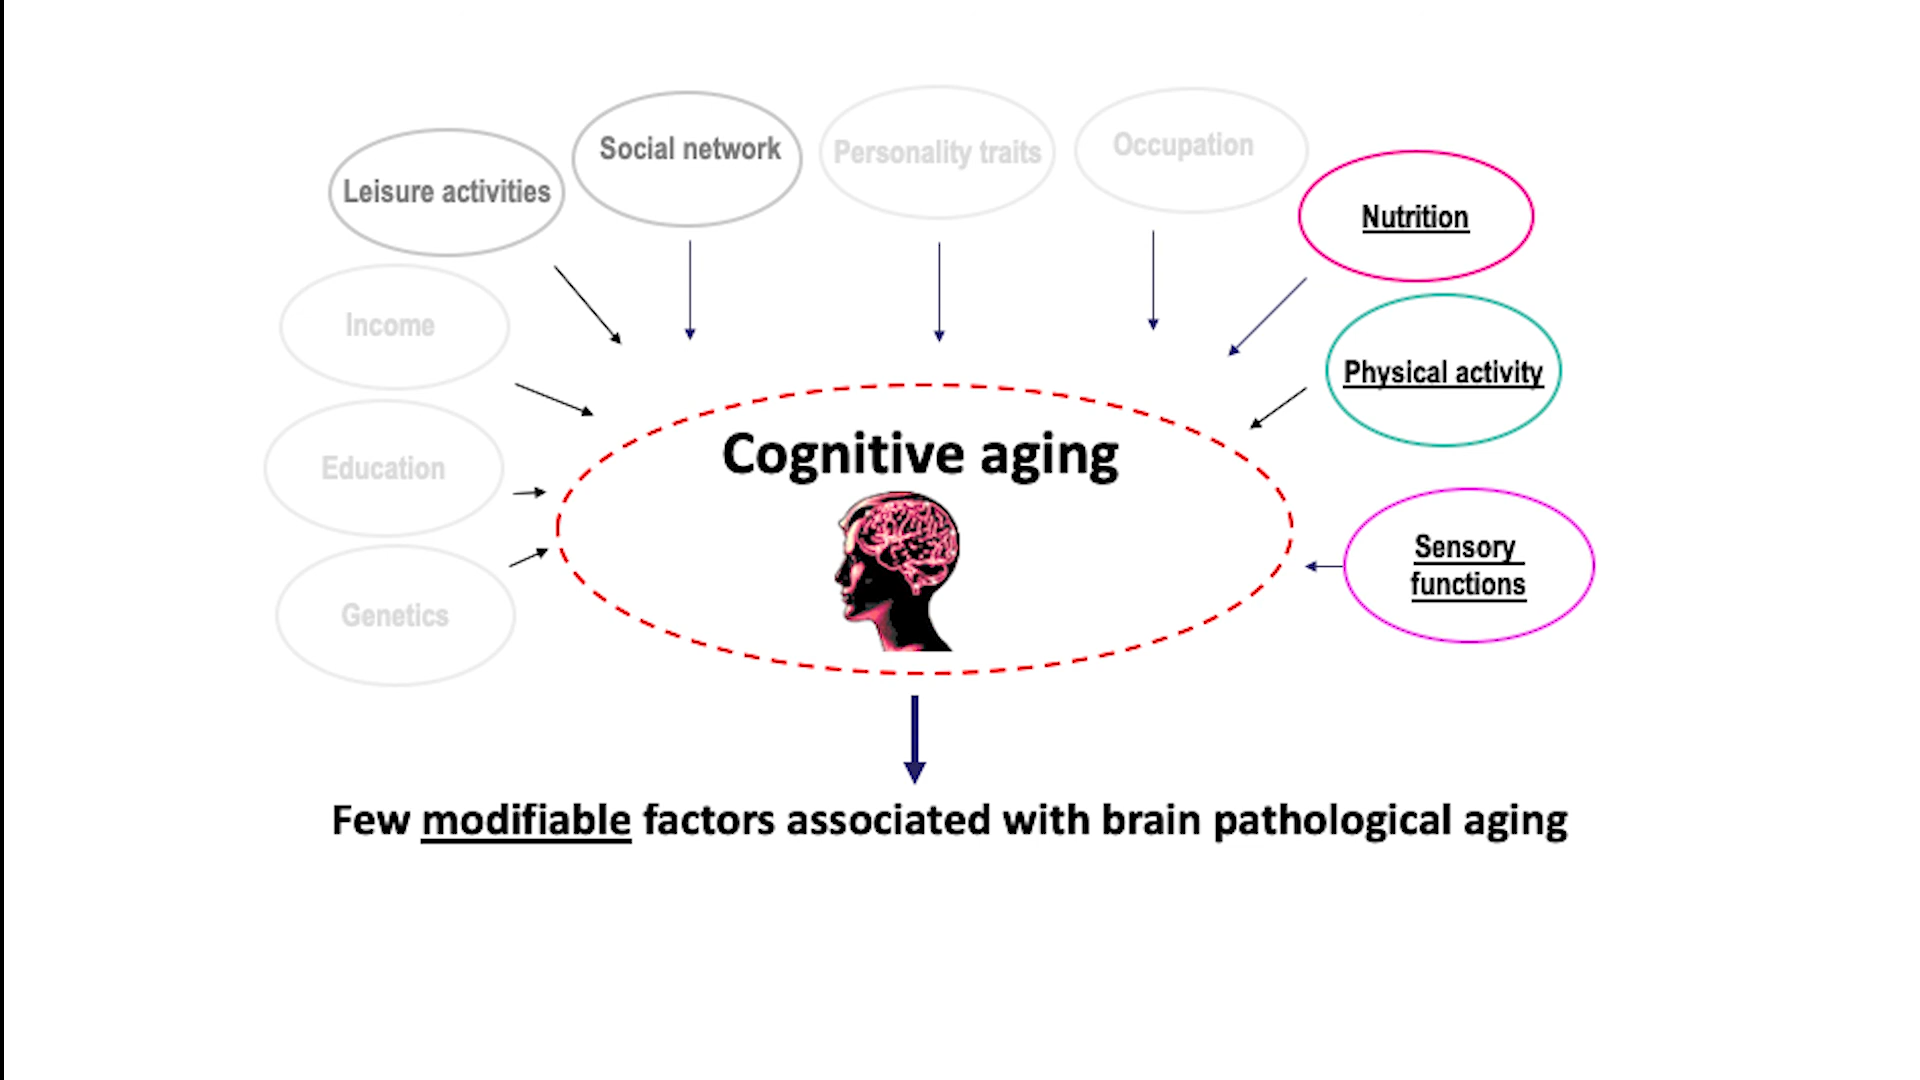 Social network
Personality traits
Occupation
Leisure activities
Nutrition
Income
Physical activity
Cognitive aging
Education
Sensory
functions
Genetics
Few modifiable factors associated with brain pathological aging